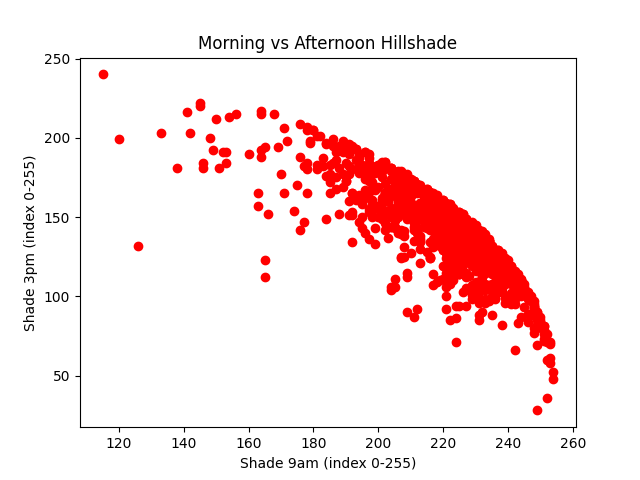 Morning vs Afternoon Hillshade
250
200
150
100
50
Shade 3pm (index 0-255)
120 140 160 180 200 220 240 260
Shade 9am (index 0-255)